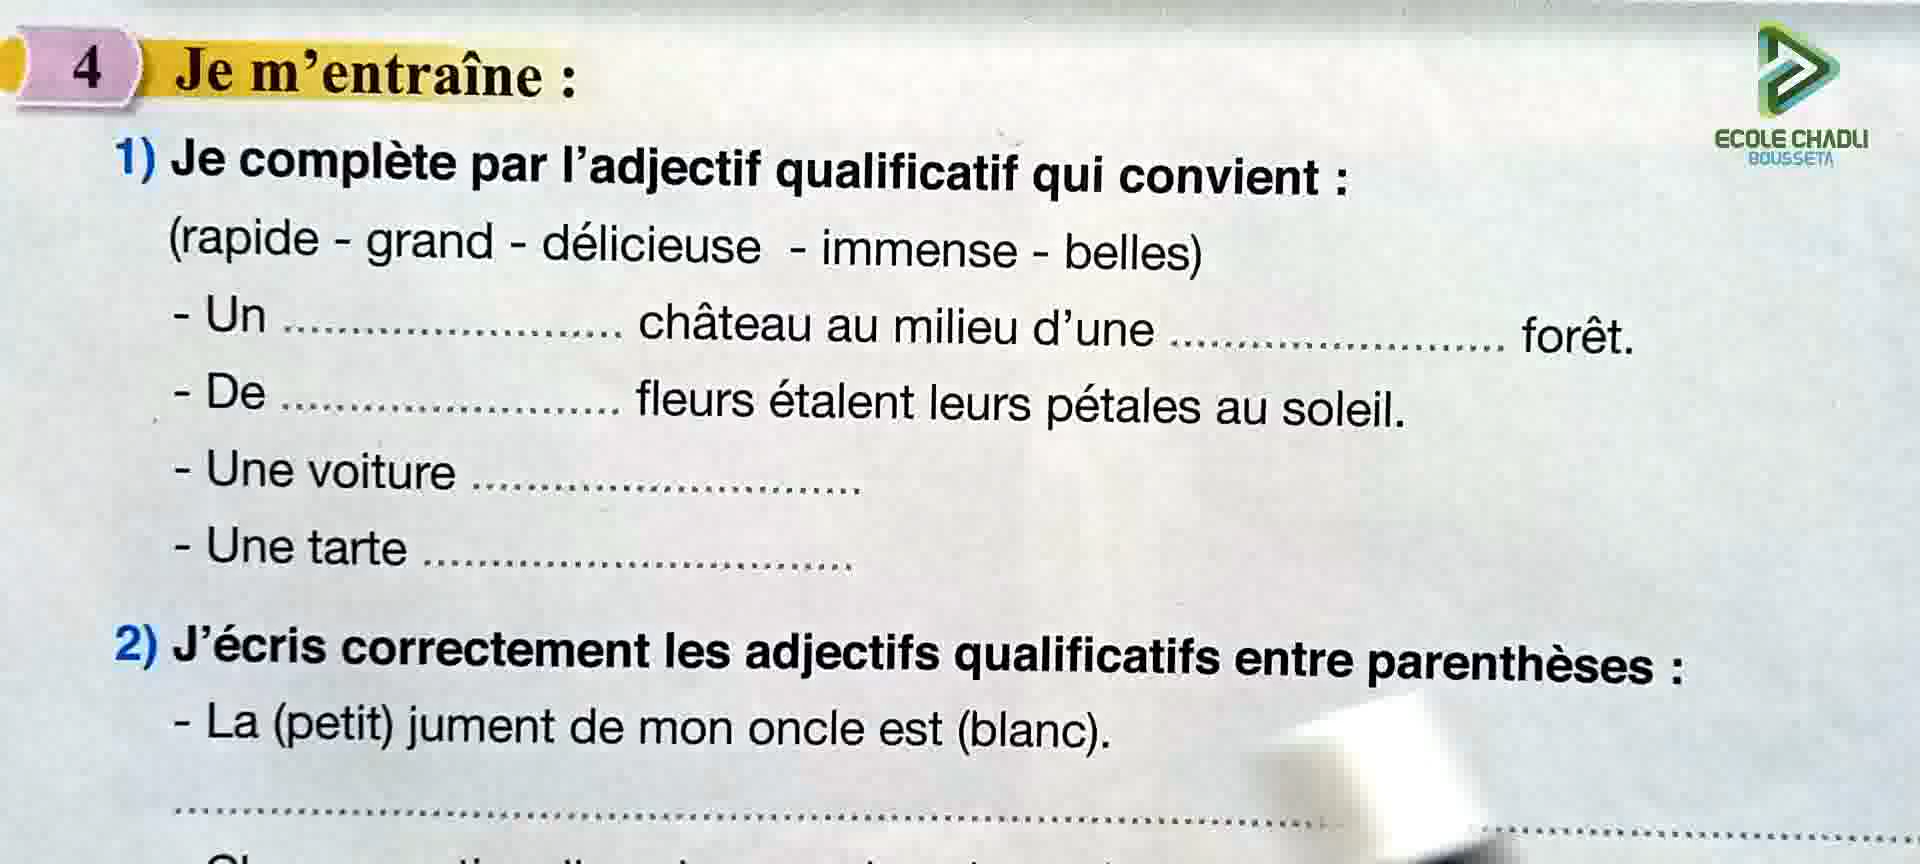 4 Je m'entraîne :
ECOLE CHADLI
BOUSSETA
1) Je complète par l'adjectif qualificatif qui convient :
(rapide - grand - délicieuse - immense - belles)
- Un ........................ château au milieu d'une ........................ forêt.
- De ........................ fleurs étalent leurs pétales au soleil.
- Une voiture ............................
- Une tarte ...............................
2) J'écris correctement les adjectifs qualificatifs entre parenthèses :
- La (petit) jument de mon oncle est (blanc).